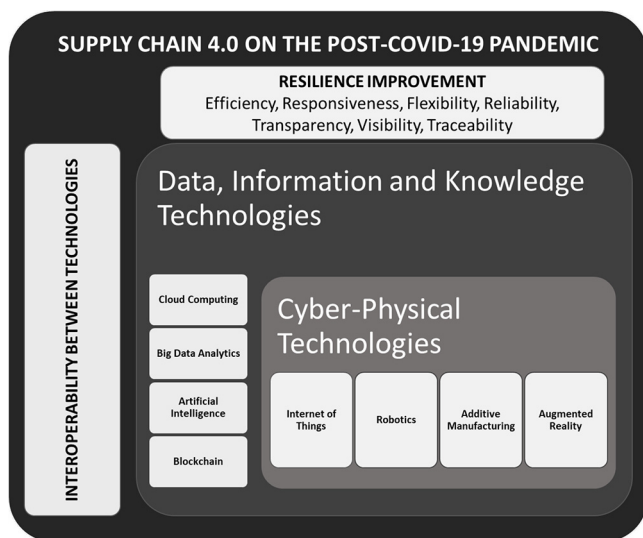 SUPPLY CHAIN 4.0 ON THE POST-COVID-19 PANDEMIC
RESILIENCE IMPROVEMENT
Efficiency, Responsiveness, Flexibility, Reliability,
Transparency, Visibility, Traceability
INTEROPERABILITY BETWEEN TECHNOLOGIES
Data, Information and Knowledge
Technologies
Cloud Computing
Big Data Analytics
Artificial
Intelligence
Blockchain
Cyber-Physical
Technologies
Internet of
Things
Robotics
Additive
Manufacturing
Augmented
Reality